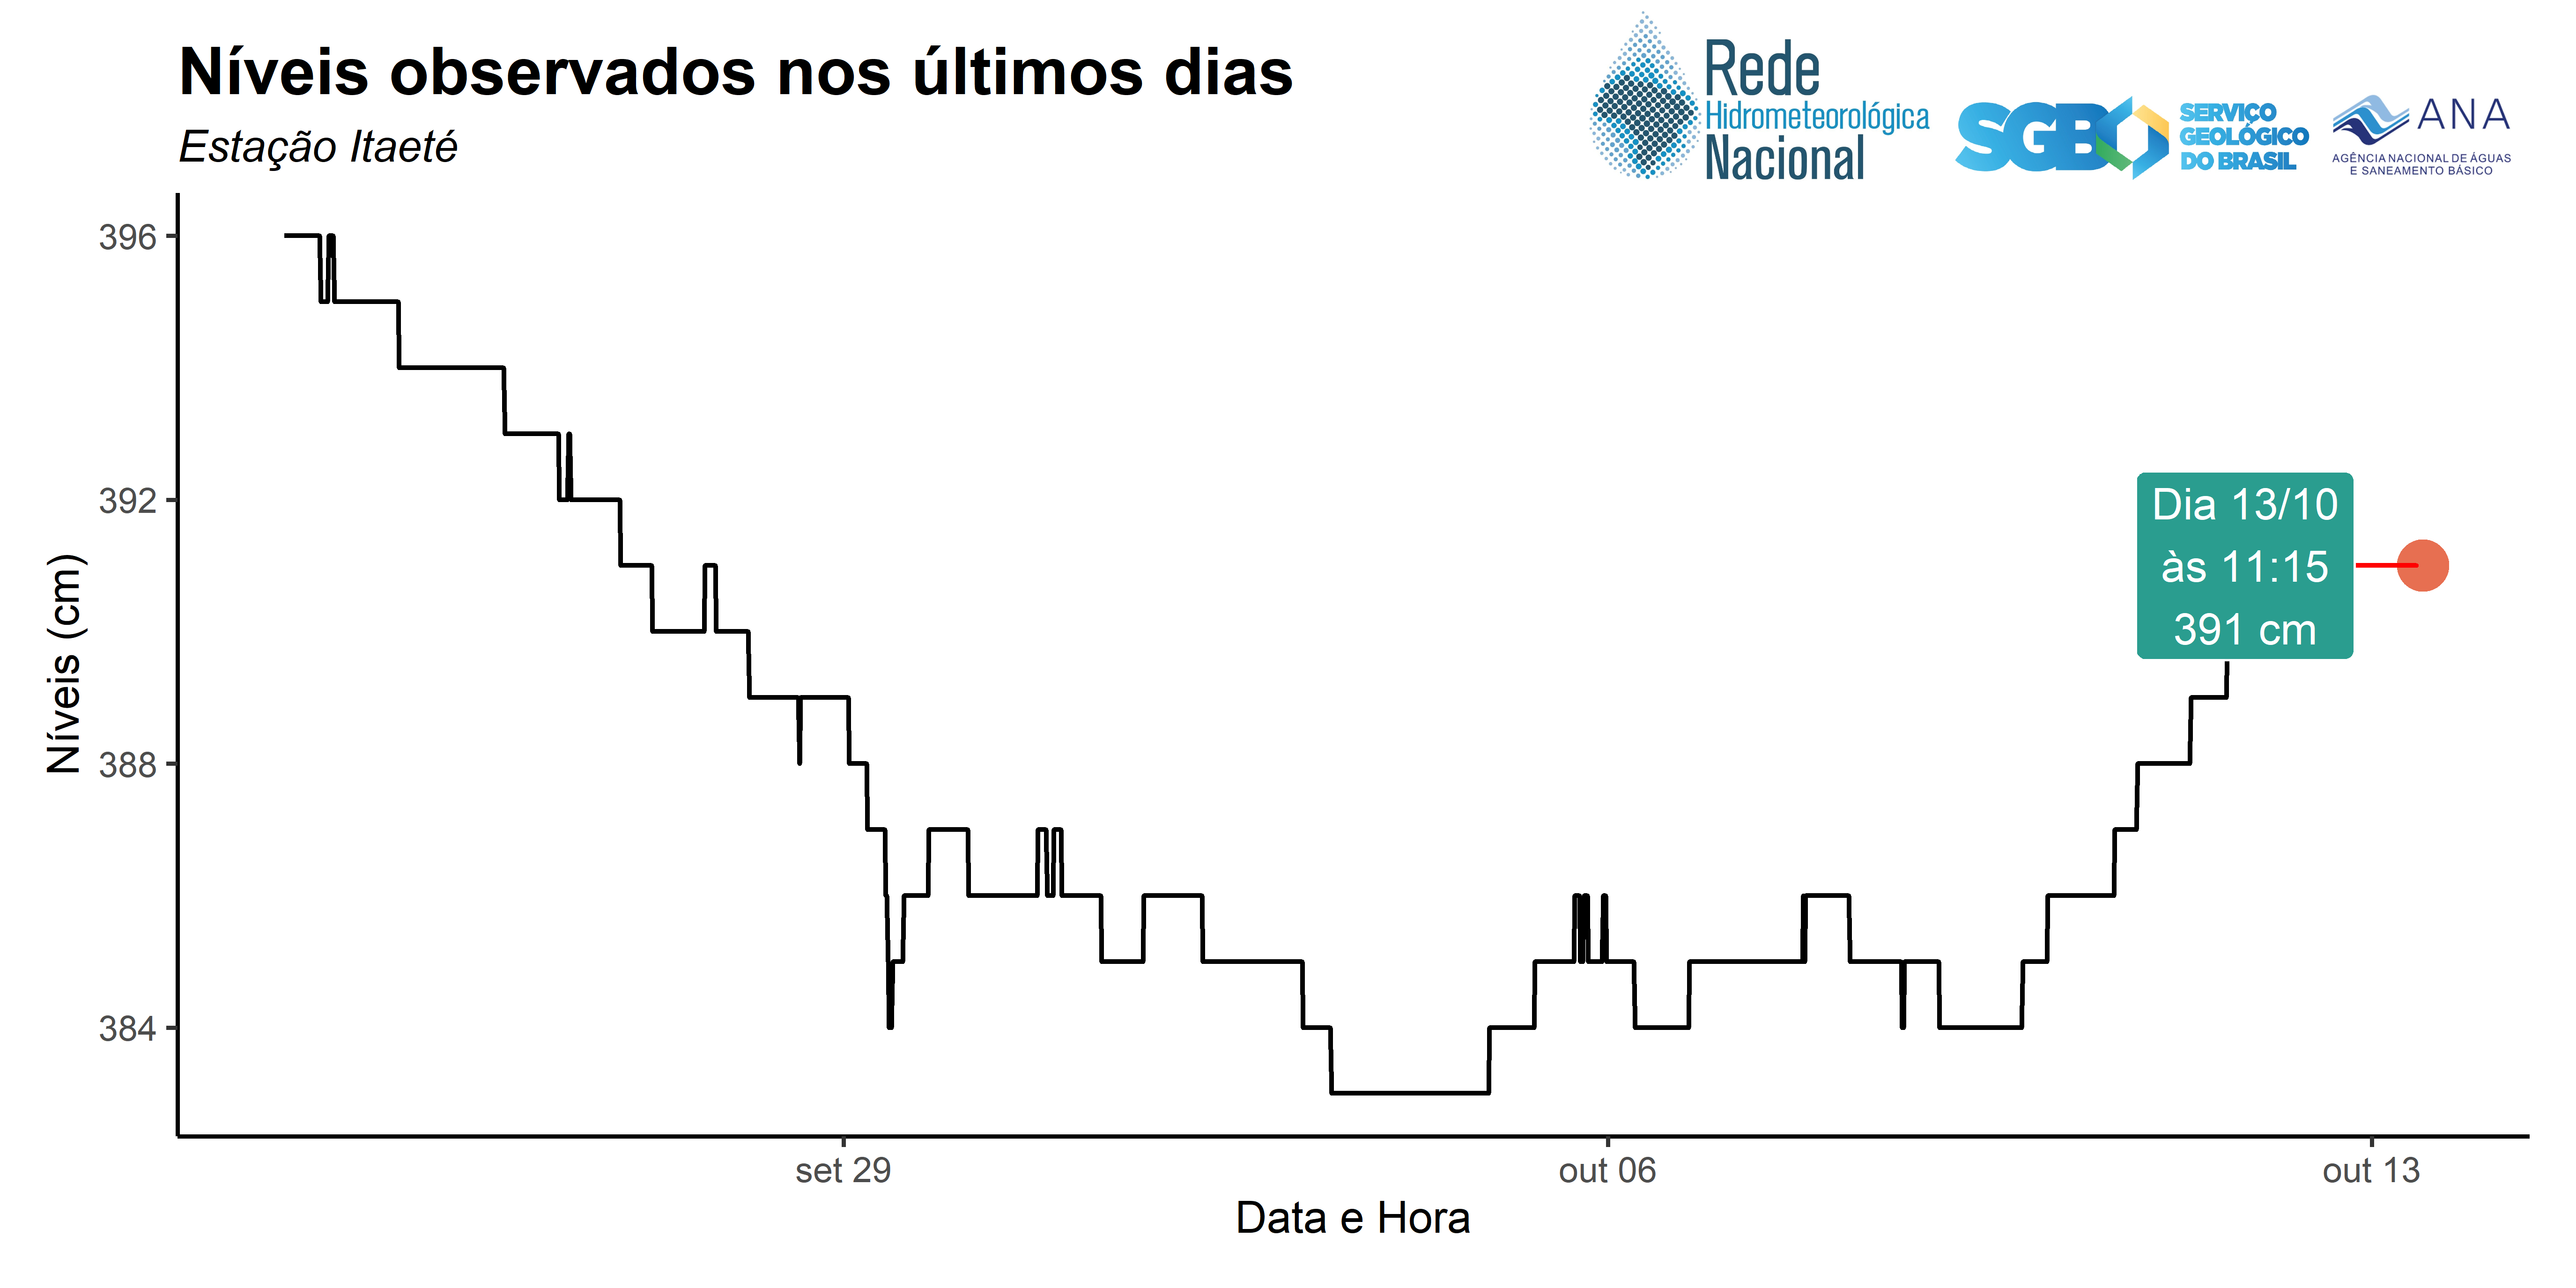 Níveis observados nos últimos dias
Estação Itaeté
Rede
Hidrometeorológica
Nacional
SGB
SERVIÇO
GEOLÓGICO
DO BRASIL
ANA
AGÊNCIA NACIONAL DE ÁGUAS
E SANEAMENTO BÁSICO
396
392
388
384
Níveis (cm)
Dia 13/10
às 11:15
391 cm
set 29
out 06
out 13
Data e Hora